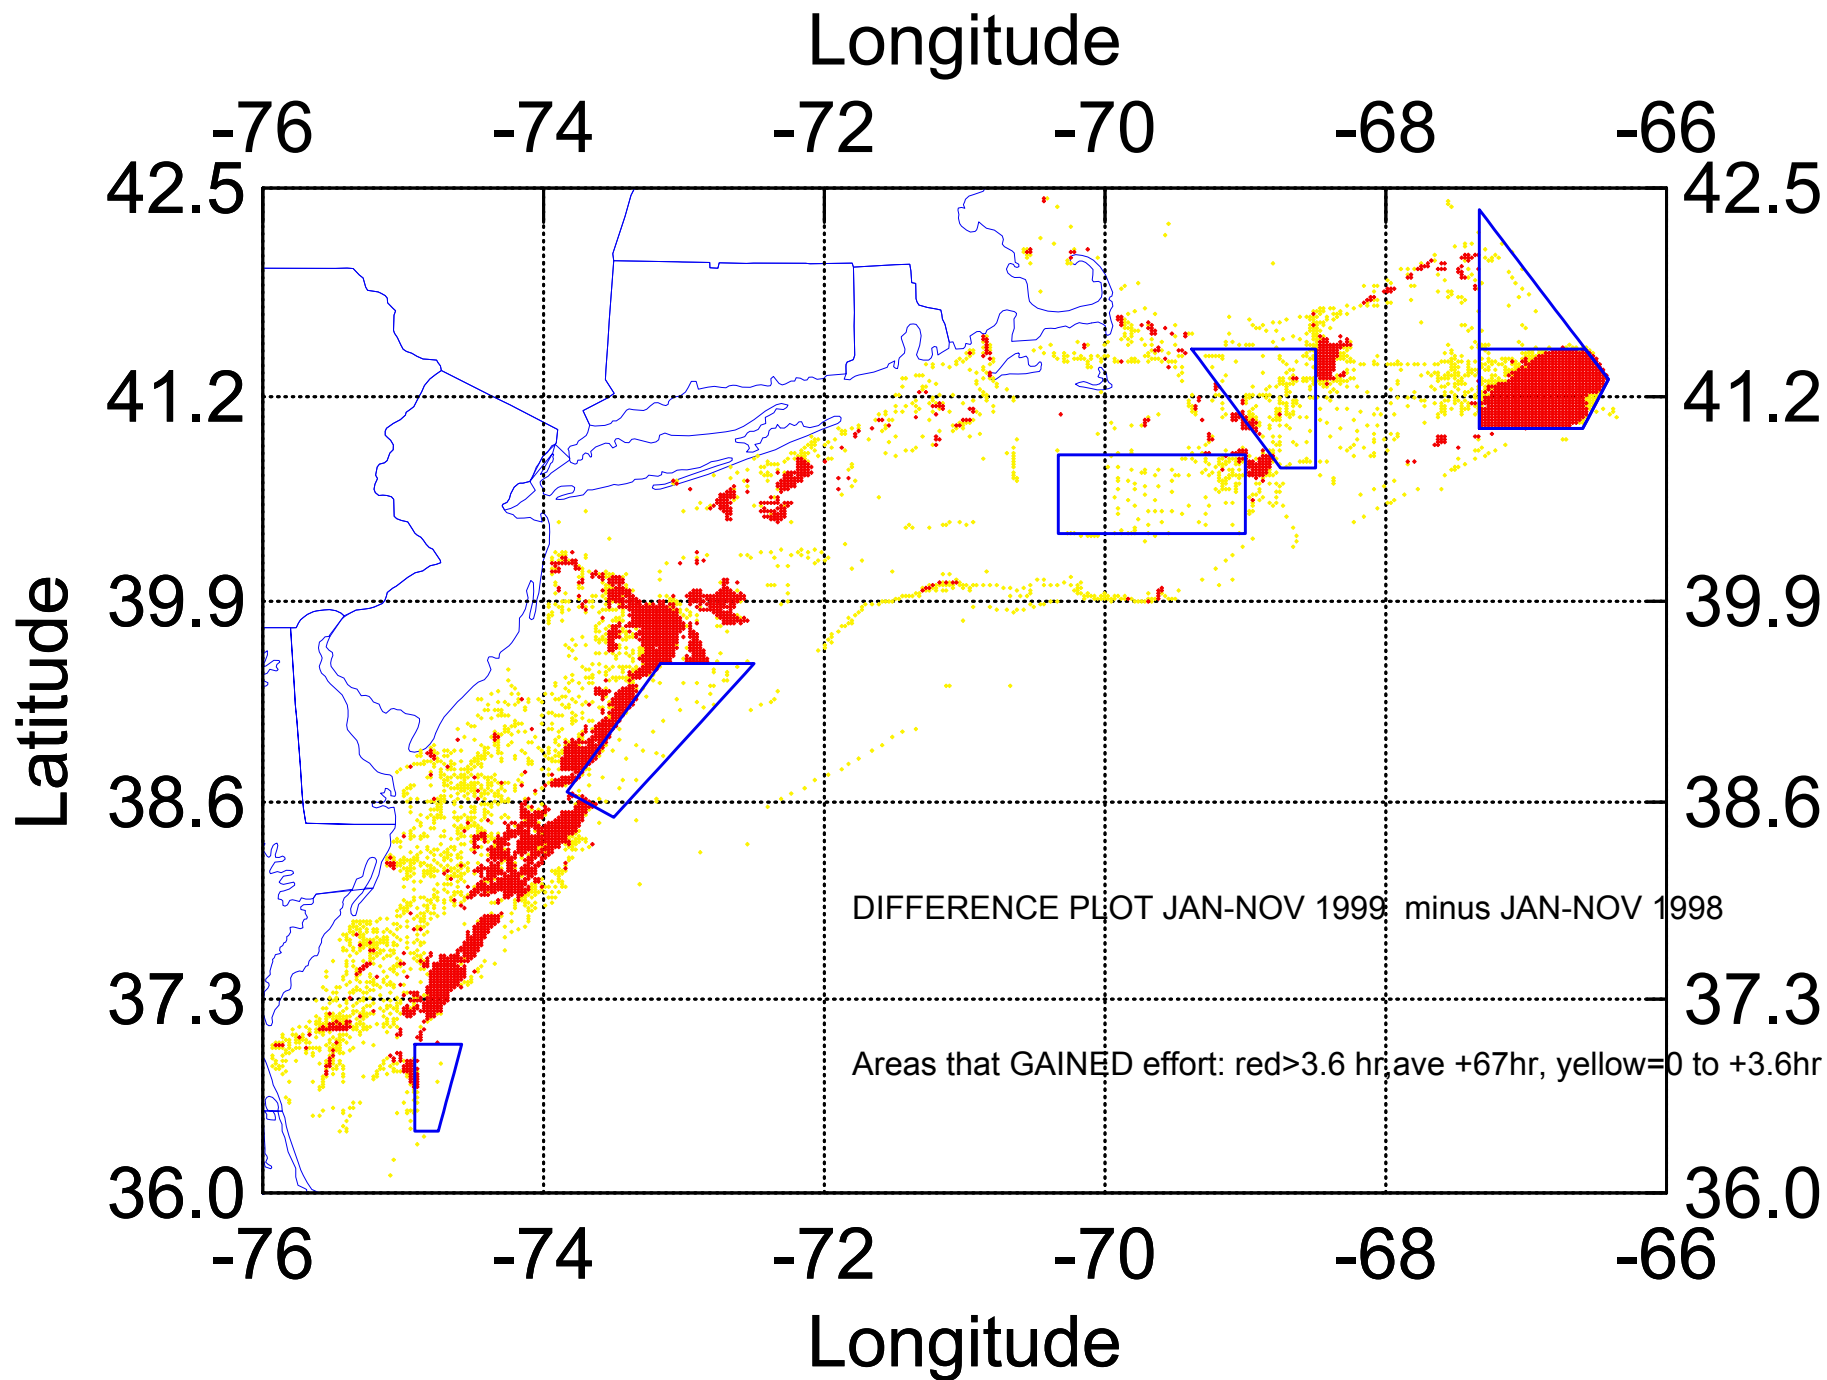 Longitude
-76 -74 -72 -70 -68 -66
42.5 42.5
41.2 41.2
39.9 39.9
Latitude
38.6 38.6
DIFFERENCE PLOT JAN-NOV 1999 minus JAN-NOV 1998
37.3 37.3
Areas that GAINED effort: red>3.6 hr,ave +67hr, yellow=0 to +3.6hr
36.0 36.0
-76 -74 -72 -70 -68 -66
Longitude